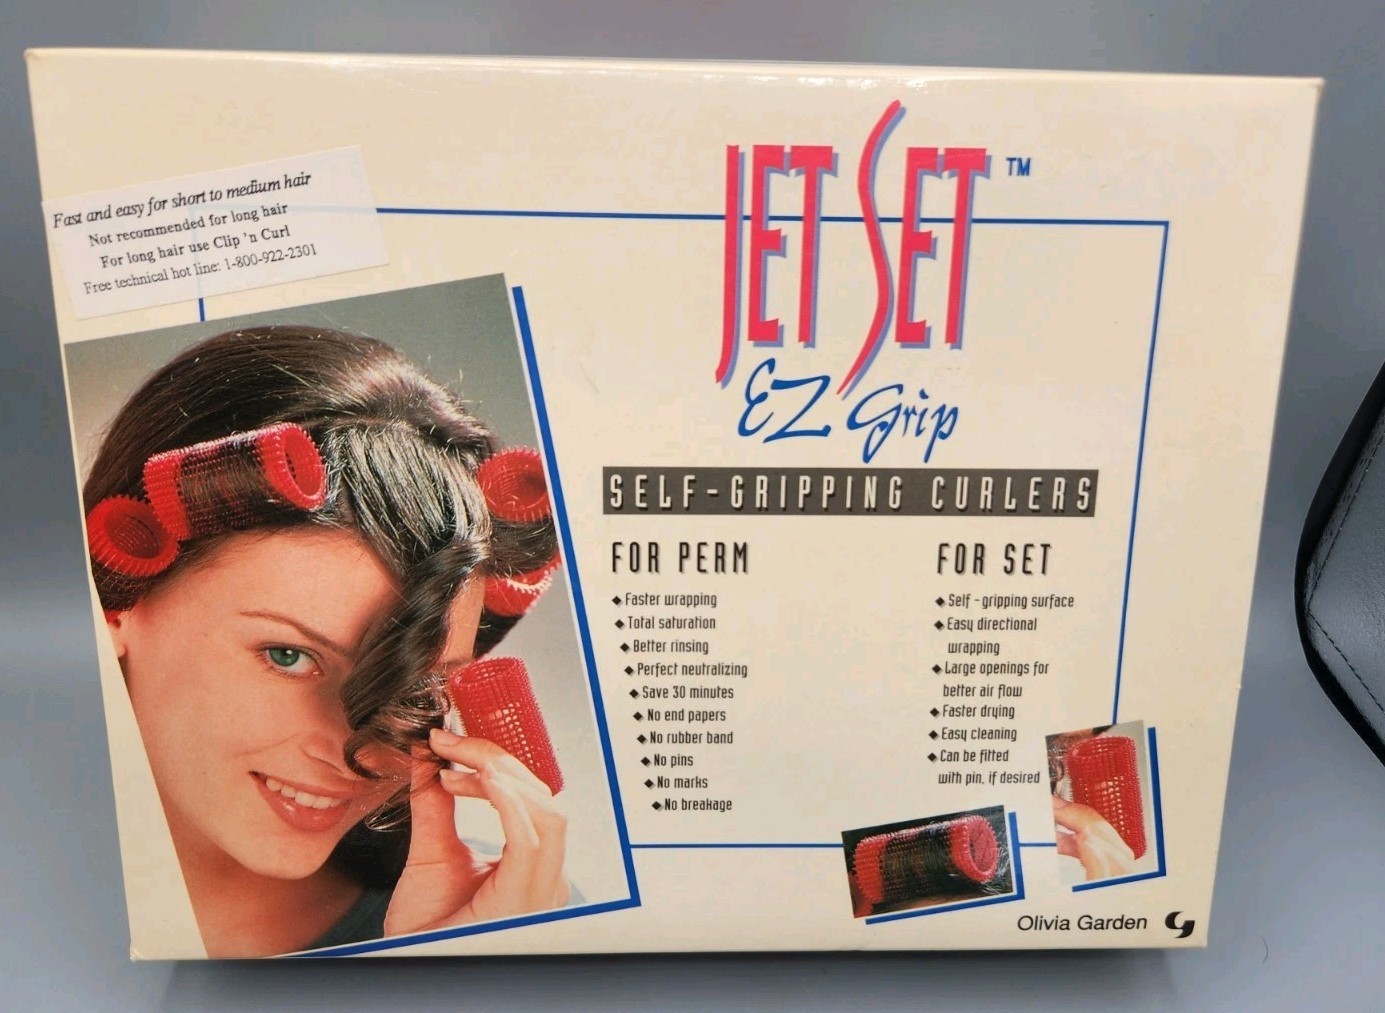 Fast and easy for short to medium hair
Not recommended for long hair
For long hair use Clip 'n Curl
Free technical hot line: 1-800-922-2301
JET SET ™
EZ Grip
SELF-GRIPPING CURLERS
FOR PERM
◆ Faster wrapping
◆ Total saturation
◆ Better rinsing
◆ Perfect neutralizing
◆ Save 30 minutes
◆ No end papers
◆ No rubber band
◆ No pins
◆ No marks
◆ No breakage
FOR SET
◆ Self-gripping surface
◆ Easy directional
wrapping
◆ Large openings for
better air flow
◆ Faster drying
◆ Easy cleaning
◆ Can be fitted
with pin, if desired
Olivia Garden